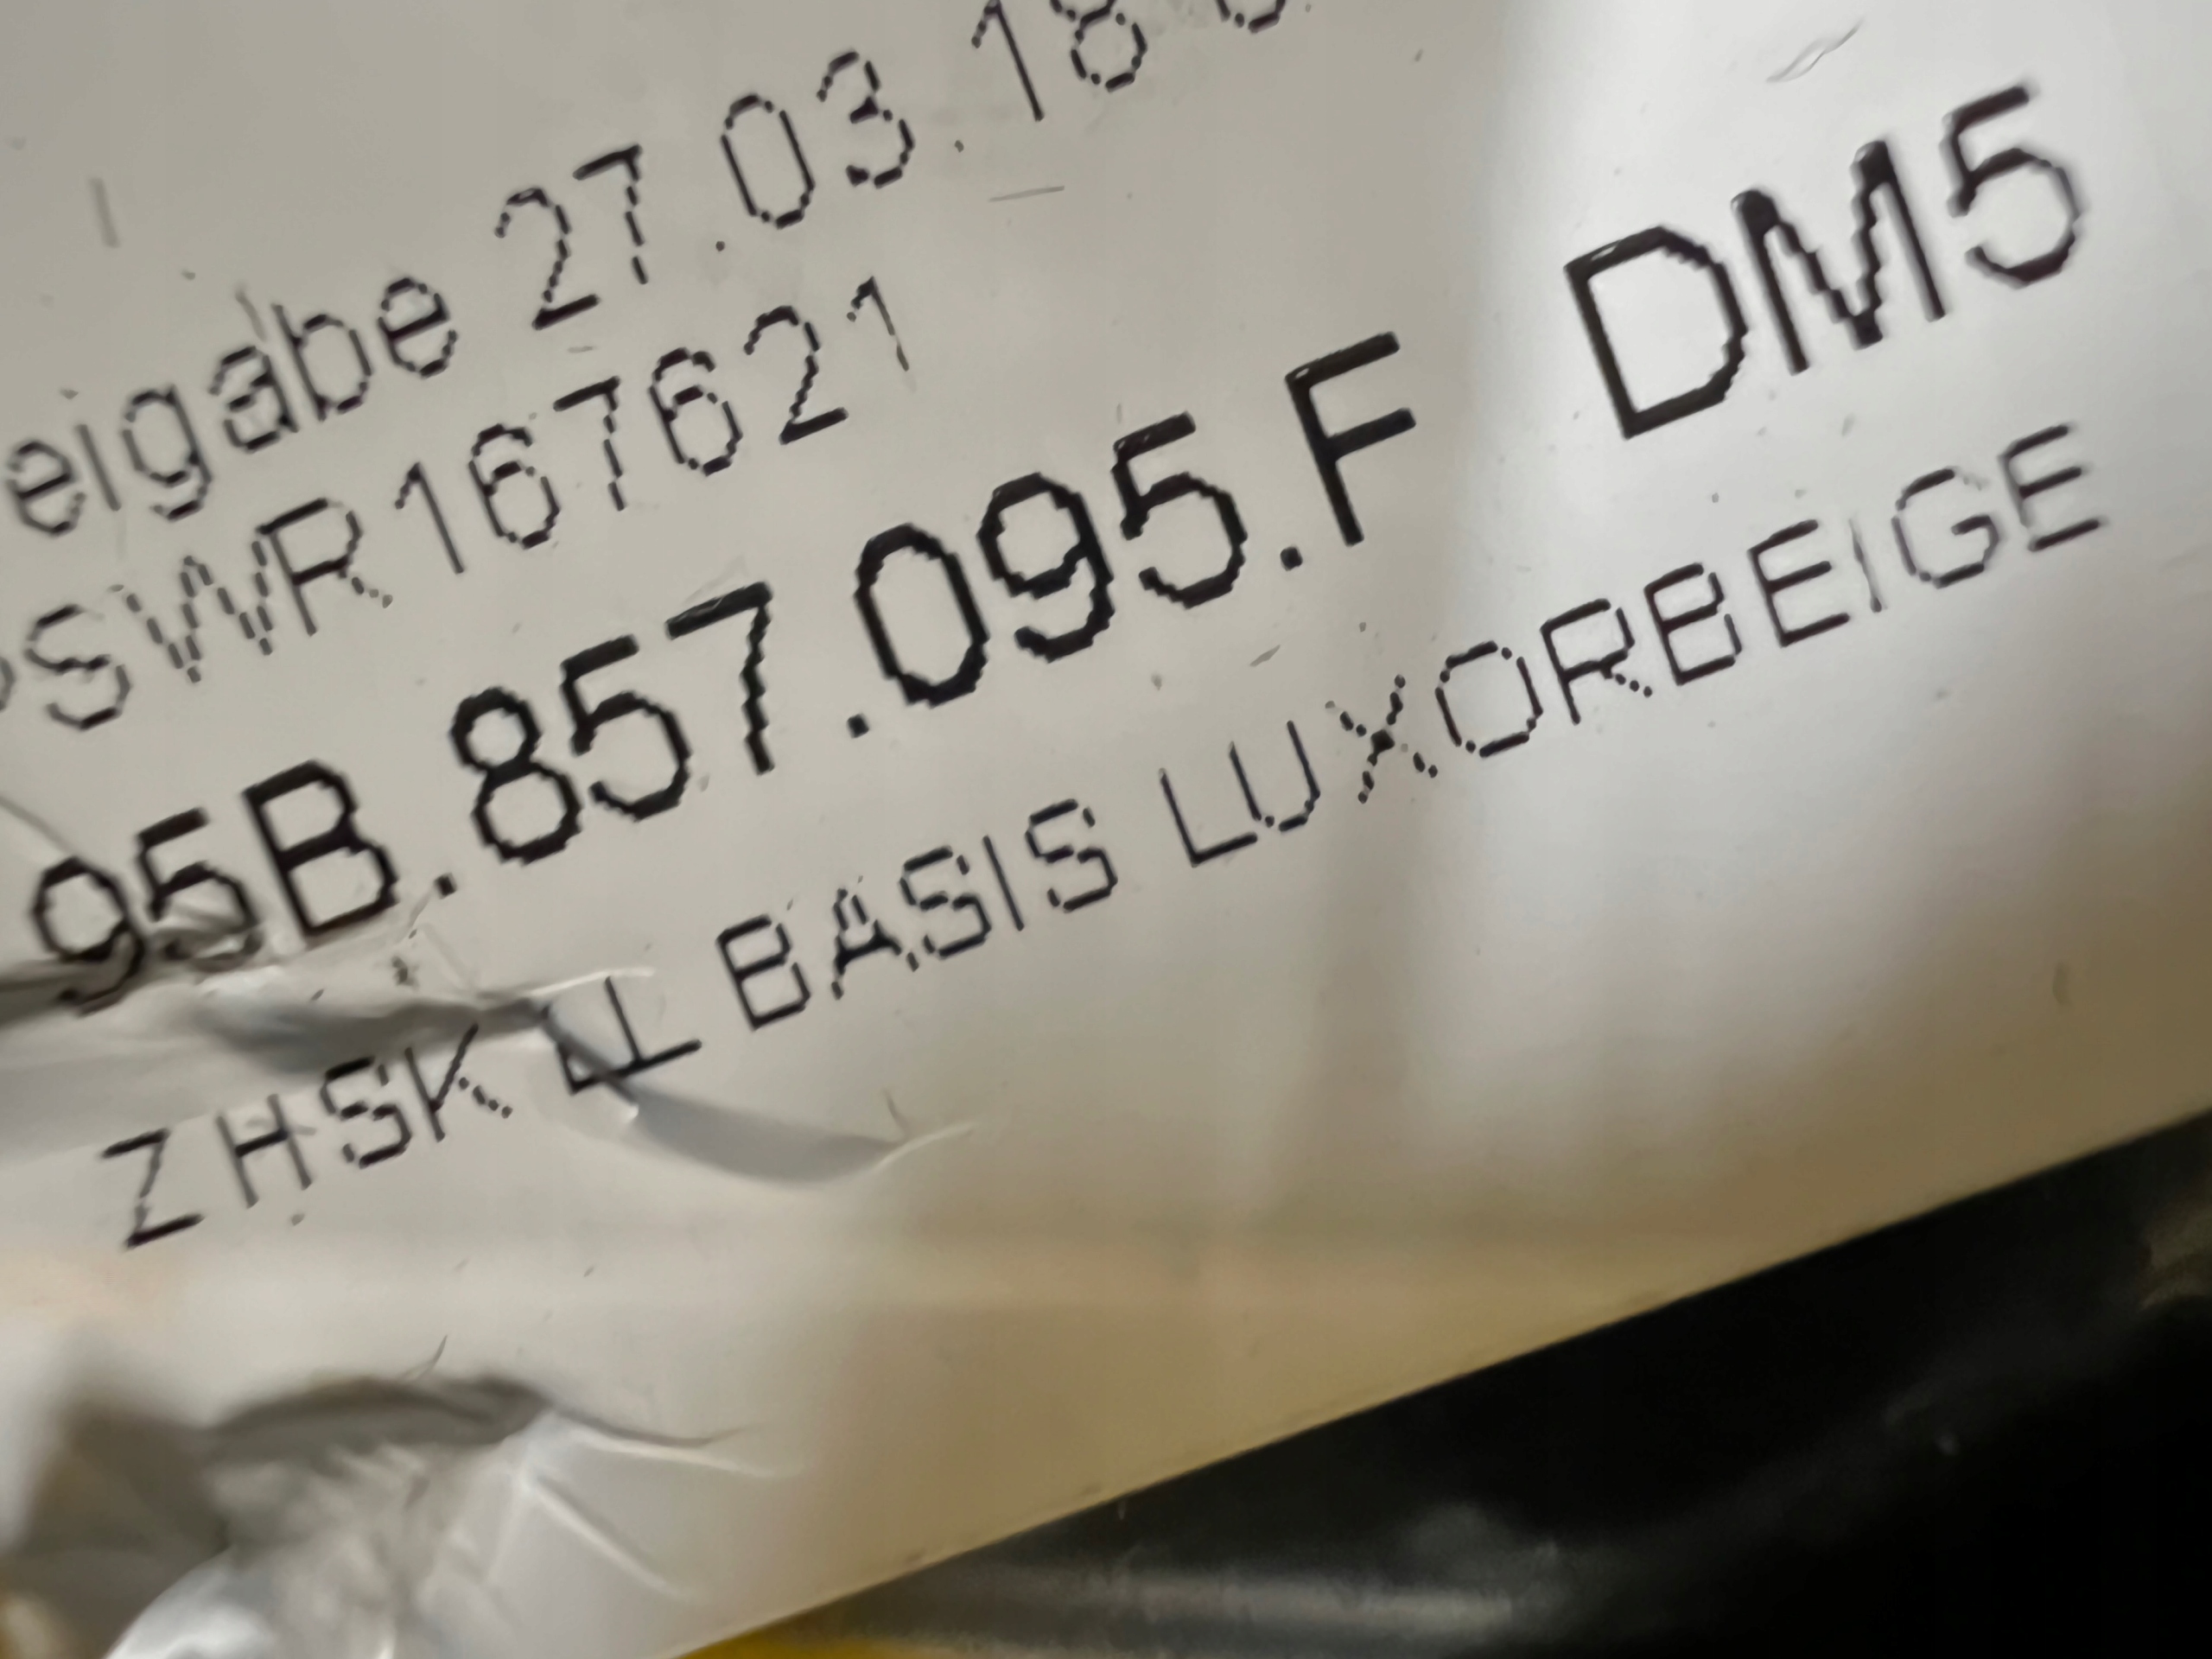 eigabe 27.03.18
SWR167621
95B.857.095.F DM5
ZHSK LL BASIS LUXORBEIGE